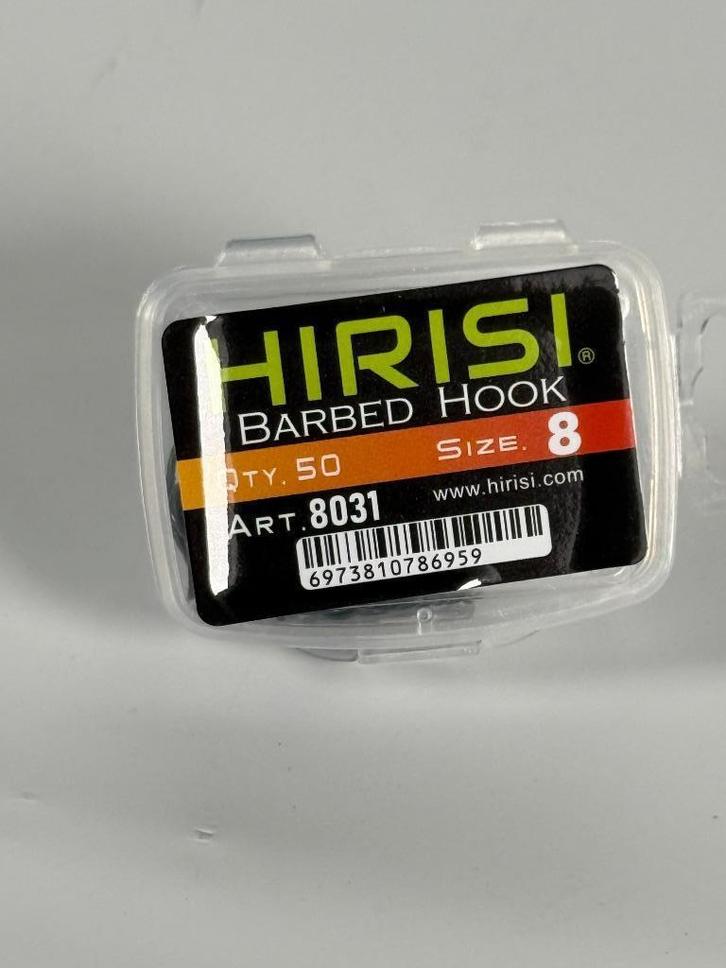 HIRISI®
BARBED HOOK
QTY. 50 SIZE. 8
www.hirisi.com
ART.8031
6973810786959